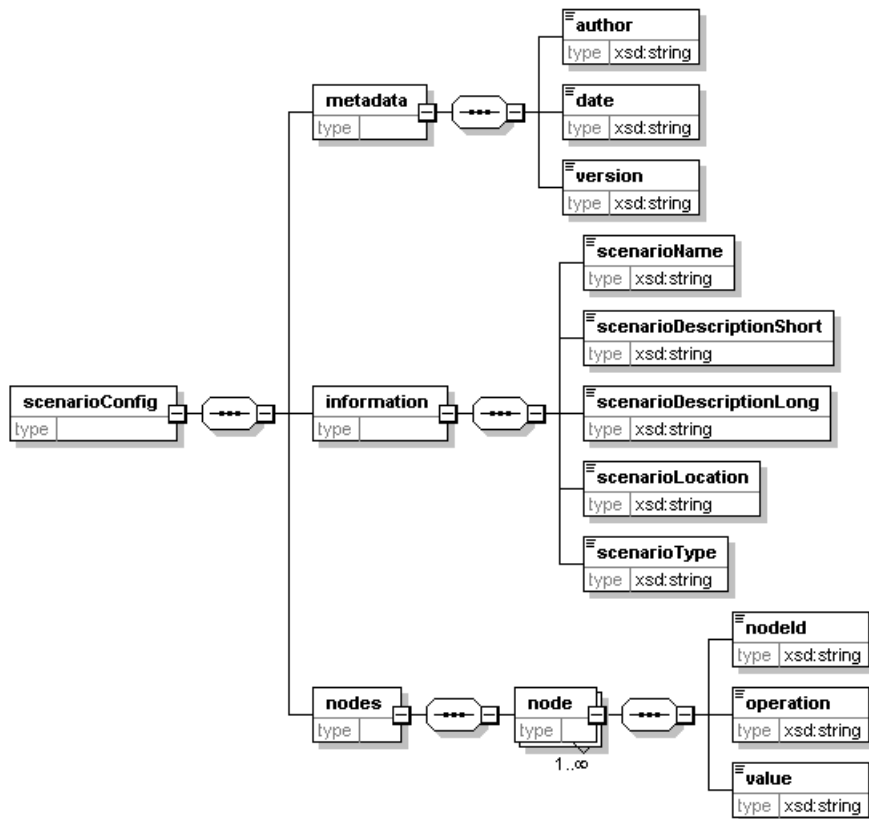 author
type xsd:string
metadata
type
date
type xsd:string
version
type xsd:string
scenarioName
type xsd:string
scenarioDescriptionShort
type xsd:string
scenarioConfig
type
information
type
scenarioDescriptionLong
type xsd:string
scenarioLocation
type xsd:string
scenarioType
type xsd:string
nodeId
type xsd:string
nodes
type
node
type
1..∞
operation
type xsd:string
value
type xsd:string